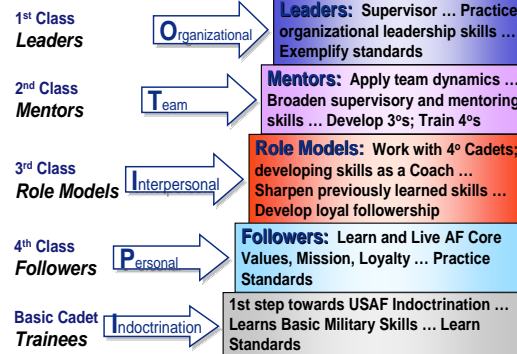 1st Class
Leaders
Organizational
Leaders: Supervisor … Practice
organizational leadership skills …
Exemplify standards
2nd Class
Mentors
Team
Mentors: Apply team dynamics …
Broaden supervisory and mentoring
skills … Develop 3ºs; Train 4ºs
3rd Class
Role Models
Interpersonal
Role Models: Work with 4º Cadets;
developing skills as a Coach …
Sharpen previously learned skills …
Develop loyal followership
4th Class
Followers
Personal
Followers: Learn and Live AF Core
Values, Mission, Loyalty … Practice
Standards
Basic Cadet
Trainees
Indoctrination
1st step towards USAF Indoctrination …
Learns Basic Military Skills … Learn
Standards